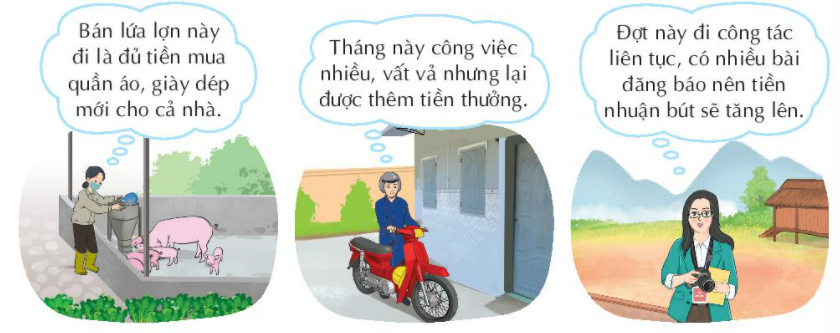 Bán lứa lợn này
đi là đủ tiền mua
quần áo, giày dép
mới cho cả nhà.
Tháng này công việc
nhiều, vất vả nhưng lại
được thêm tiền thưởng.
Đợt này đi công tác
liên tục, có nhiều bài
đăng báo nên tiền
nhuận bút sẽ tăng lên.